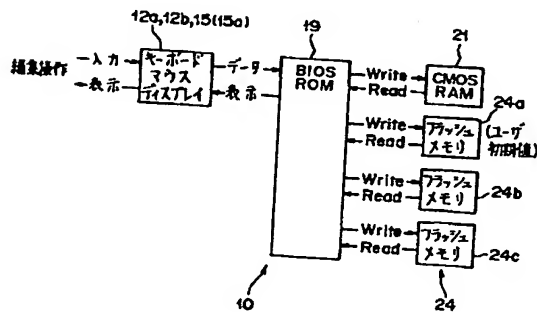 12a,12b,15(15a)
19
21
編集操作
入力
表示
キーボード
マウス
ディスプレイ
データ
表示
BIOS
ROM
Write
Read
CMOS
RAM
24a
Write
Read
フラッシュ
メモリ
(ユーザ
初期値)
Write
Read
フラッシュ
メモリ
24b
Write
Read
フラッシュ
メモリ
24c
10
24